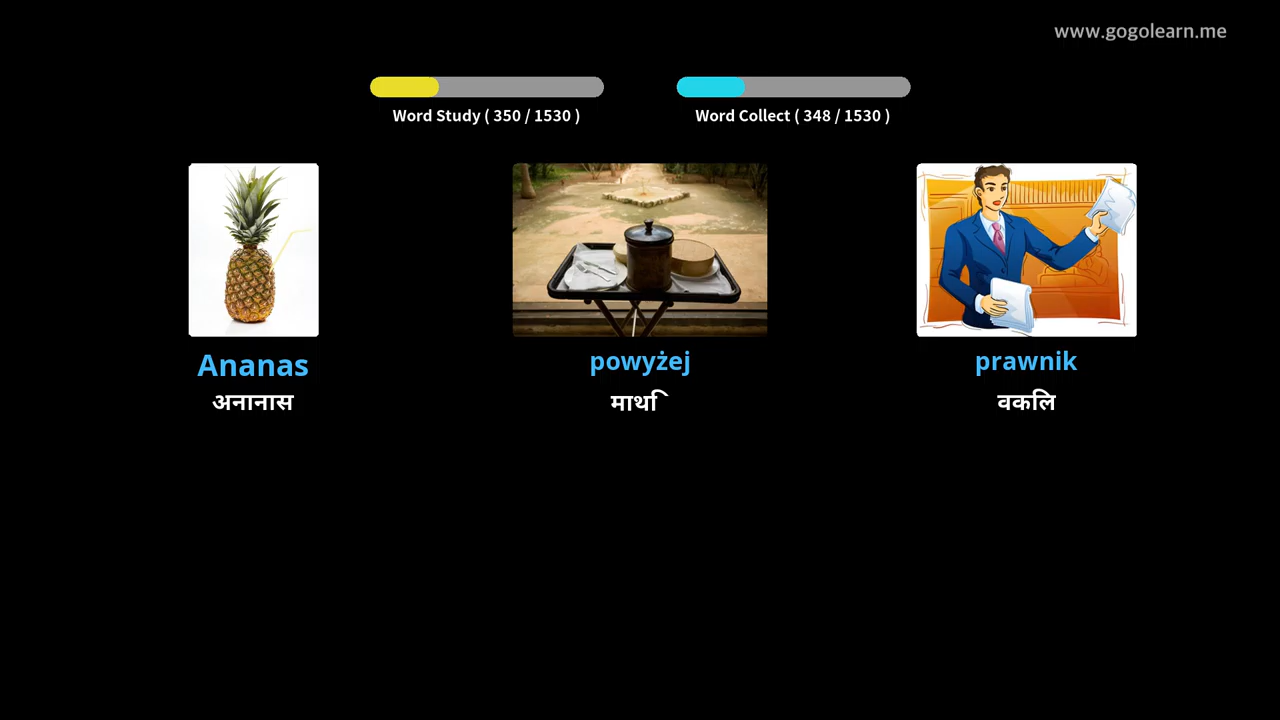 www.gogolearn.me
Word Study ( 350 / 1530 )
Word Collect ( 348 / 1530 )
Ananas
powyżej
prawnik
अनानास
माथि
वकिल